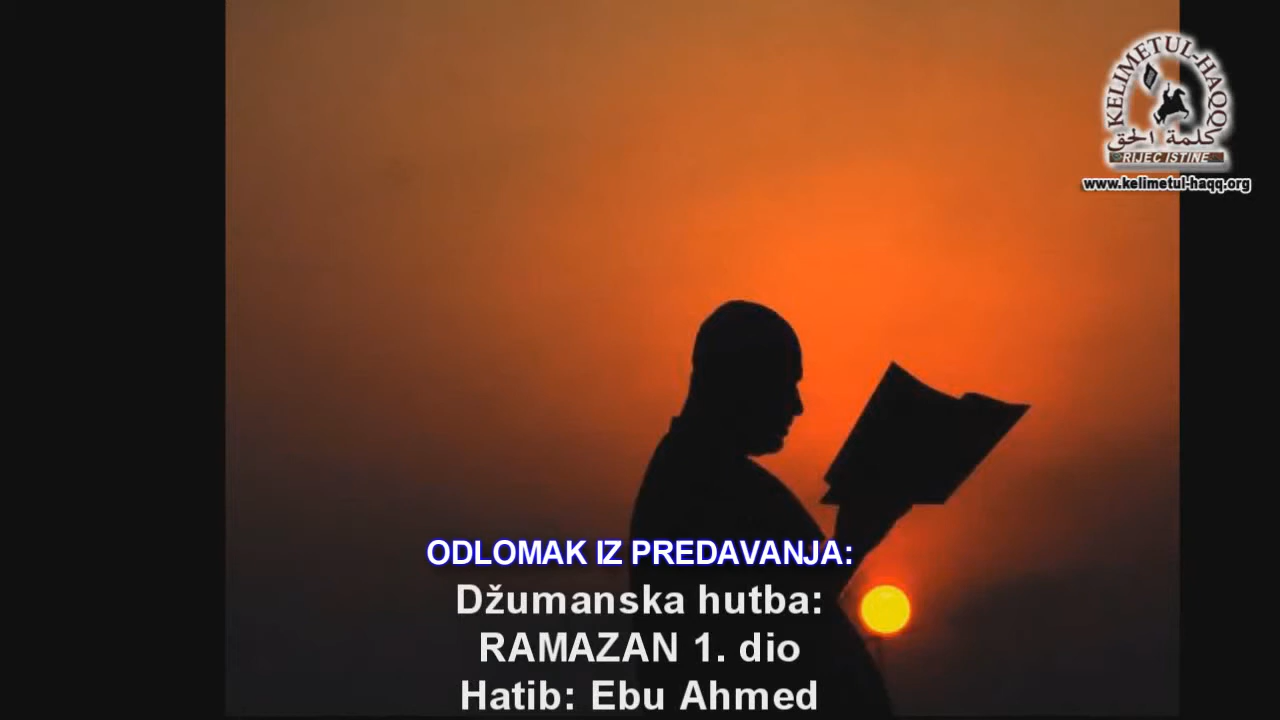 KELIMETUL-HAQQ
كلمة الحق
RIJEC ISTINE
www.kelimetul-haqq.org
ODLOMAK IZ PREDAVANJA:
Džumanska hutba:
RAMAZAN 1. dio
Hatib: Ebu Ahmed